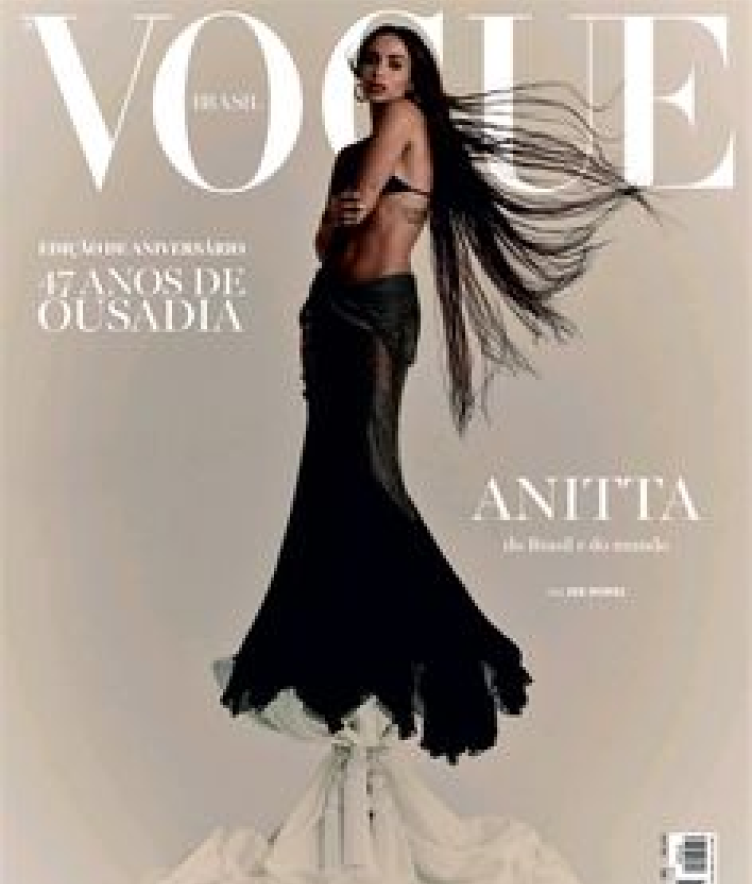 VOGUE
BRASIL
EDIÇÃO DE ANIVERSÁRIO
47 ANOS DE
OUSADIA
ANITTA
do Brasil e do mundo